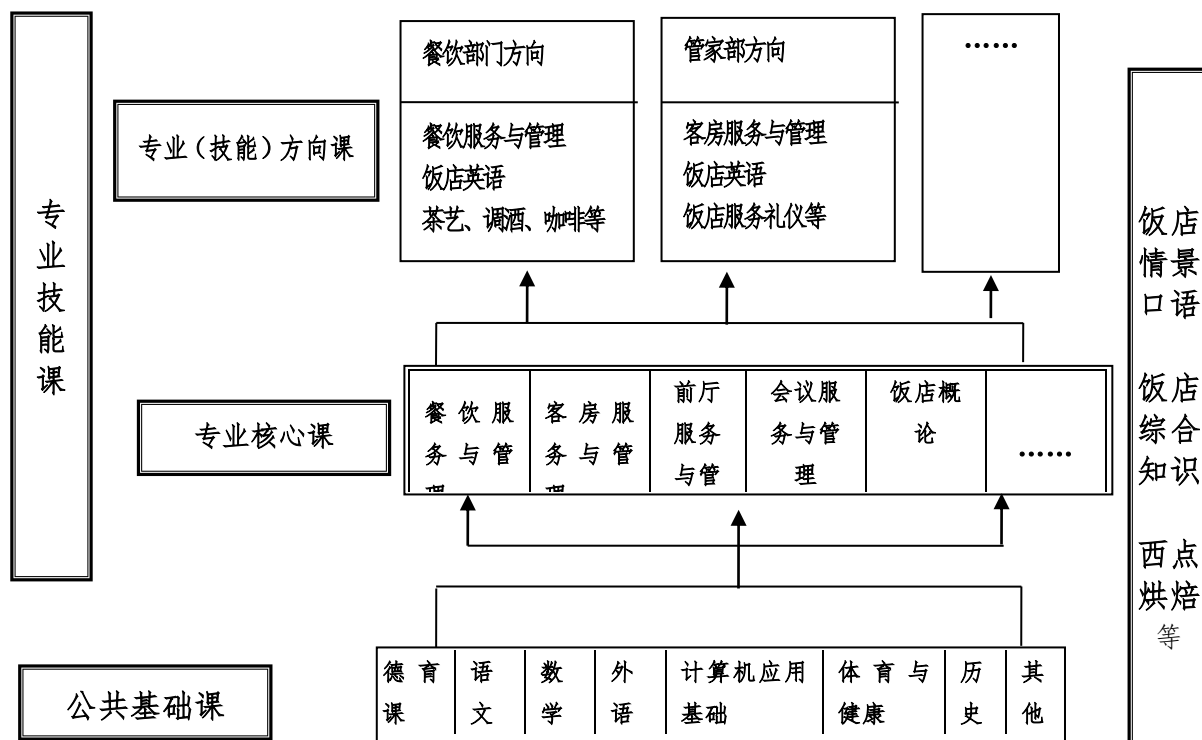 专业技能课
专业（技能）方向课
餐饮部门方向
餐饮服务与管理
饭店英语
茶艺、调酒、咖啡等
管家部方向
客房服务与管理
饭店英语
饭店服务礼仪等
……
专业核心课
餐饮服
务与管
理
客房服
务与管
理
前厅
服务
与管
会议服
务与管
理
饭店概
论
……
公共基础课
德育
课
语
文
数
学
外
语
计算机应用
基础
体育与
健康
历
史
其
他
饭店
情景
口语
饭店
综合
知识
西点
烘焙
等